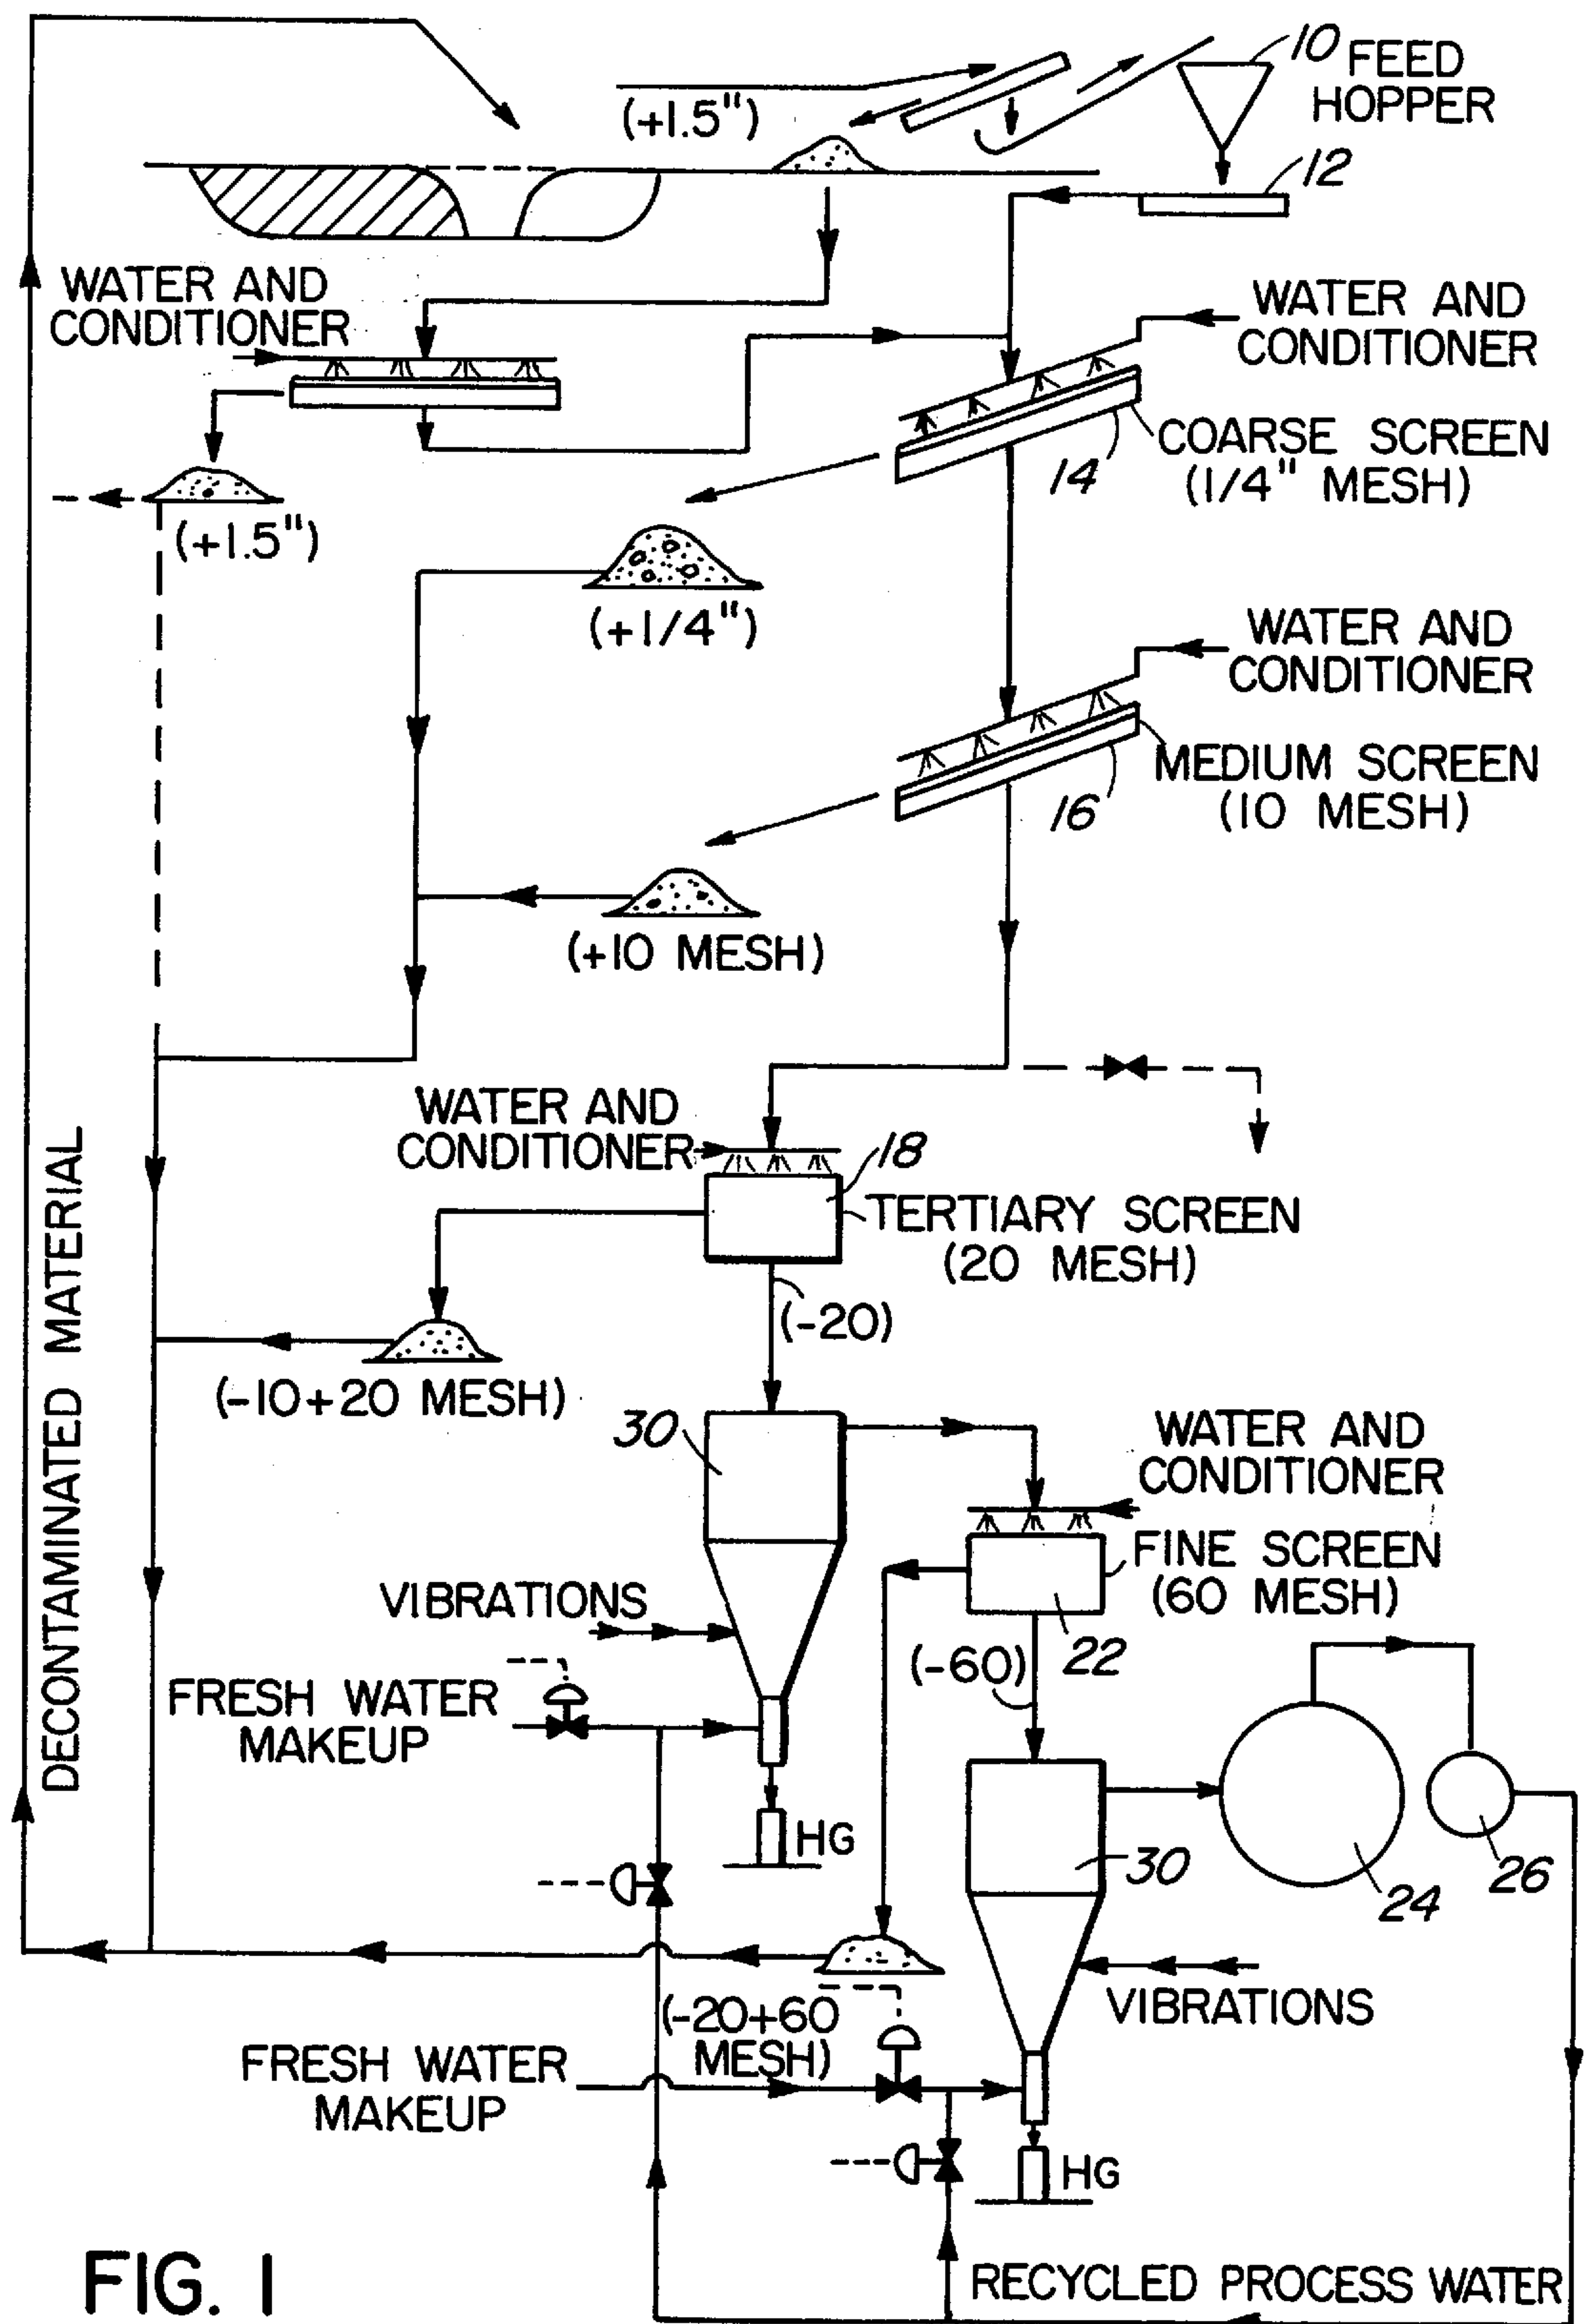 10 FEED
HOPPER
(+1.5")
12
WATER AND
CONDITIONER
WATER AND
CONDITIONER
COARSE SCREEN
14
(1/4" MESH)
(+1.5")
(+1/4")
WATER AND
CONDITIONER
MEDIUM SCREEN
16
(10 MESH)
(+10 MESH)
WATER AND
CONDITIONER
18
TERTIARY SCREEN
(20 MESH)
(-20)
DECONTAMINATED MATERIAL
(-10+20 MESH)
30
WATER AND
CONDITIONER
FINE SCREEN
(60 MESH)
VIBRATIONS
22
(-60)
FRESH WATER
MAKEUP
HG
30
24
26
VIBRATIONS
(-20+60
MESH)
FRESH WATER
MAKEUP
HG
RECYCLED PROCESS WATER
FIG. 1